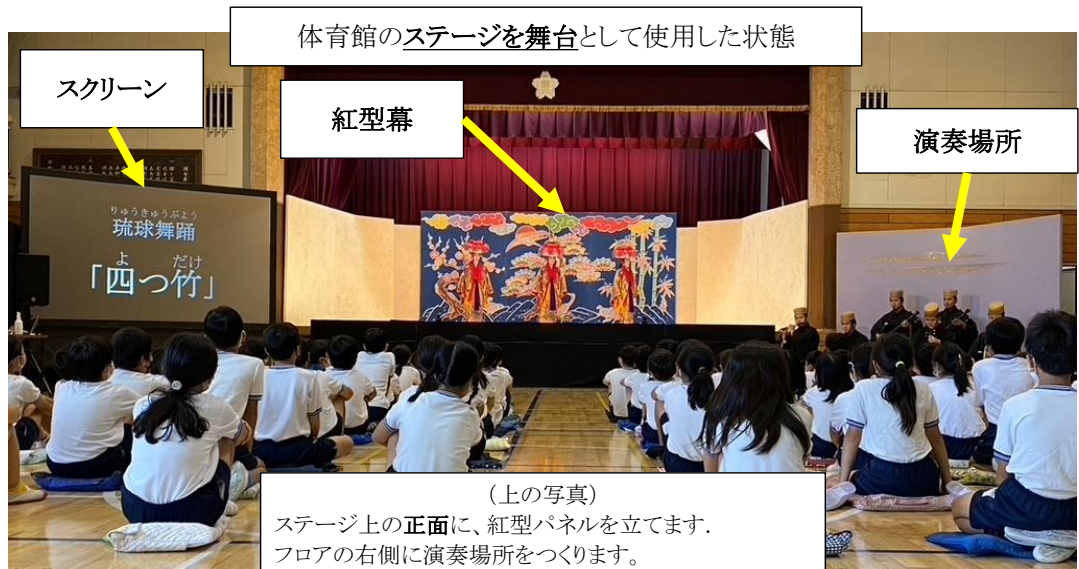 体育館のステージを舞台として使用した状態
スクリーン
紅型幕
演奏場所
りゅうきゅうぶよう
琉球舞踊
よ だけ
「四つ竹」
(上の写真)
ステージ上の正面に、紅型パネルを立てます.
フロアの右側に演奏場所をつくります。